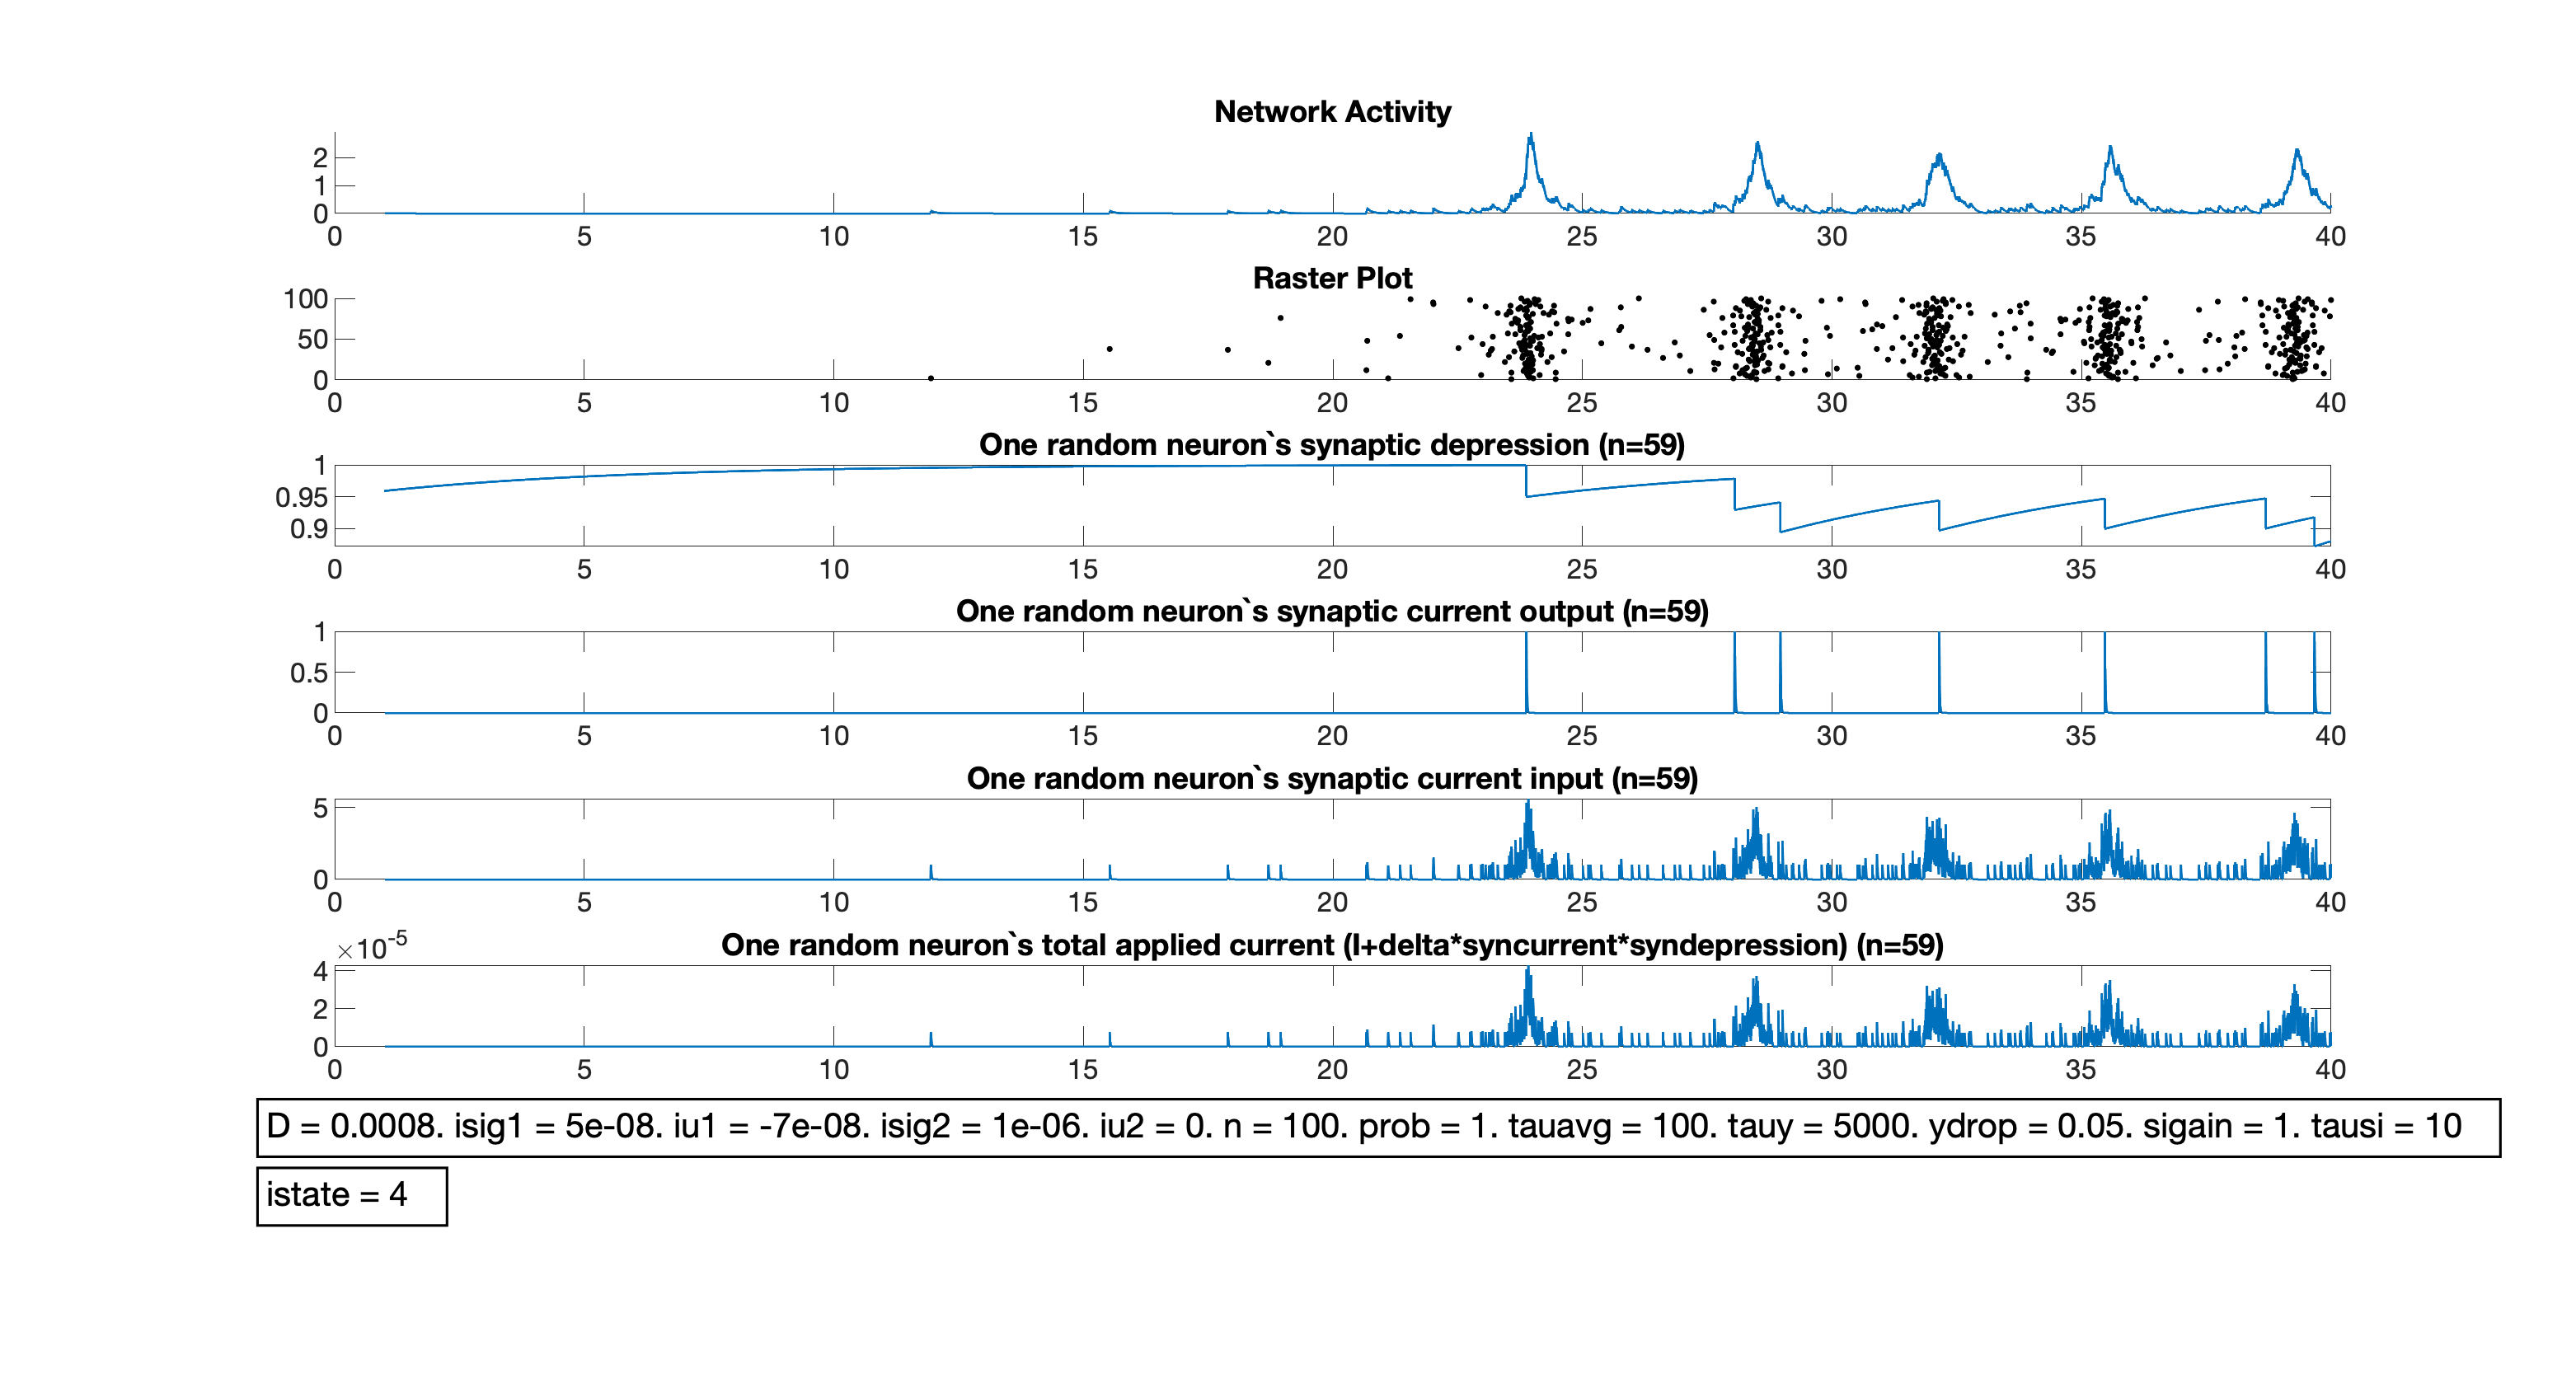 Network Activity
2
1
0
0 5 10 15 20 25 30 35 40
Raster Plot
100
50
0
0 5 10 15 20 25 30 35 40
One random neuron`s synaptic depression (n=59)
1
0.95
0.9
0 5 10 15 20 25 30 35 40
One random neuron`s synaptic current output (n=59)
1
0.5
0
0 5 10 15 20 25 30 35 40
One random neuron`s synaptic current input (n=59)
5
0
0 5 10 15 20 25 30 35 40
×10-5
One random neuron`s total applied current (I+delta*syncurrent*syndepression) (n=59)
4
2
0
0 5 10 15 20 25 30 35 40
D = 0.0008. isig1 = 5e-08. iu1 = -7e-08. isig2 = 1e-06. iu2 = 0. n = 100. prob = 1. tauavg = 100. tauy = 5000. ydrop = 0.05. sigain = 1. tausi = 10
istate = 4